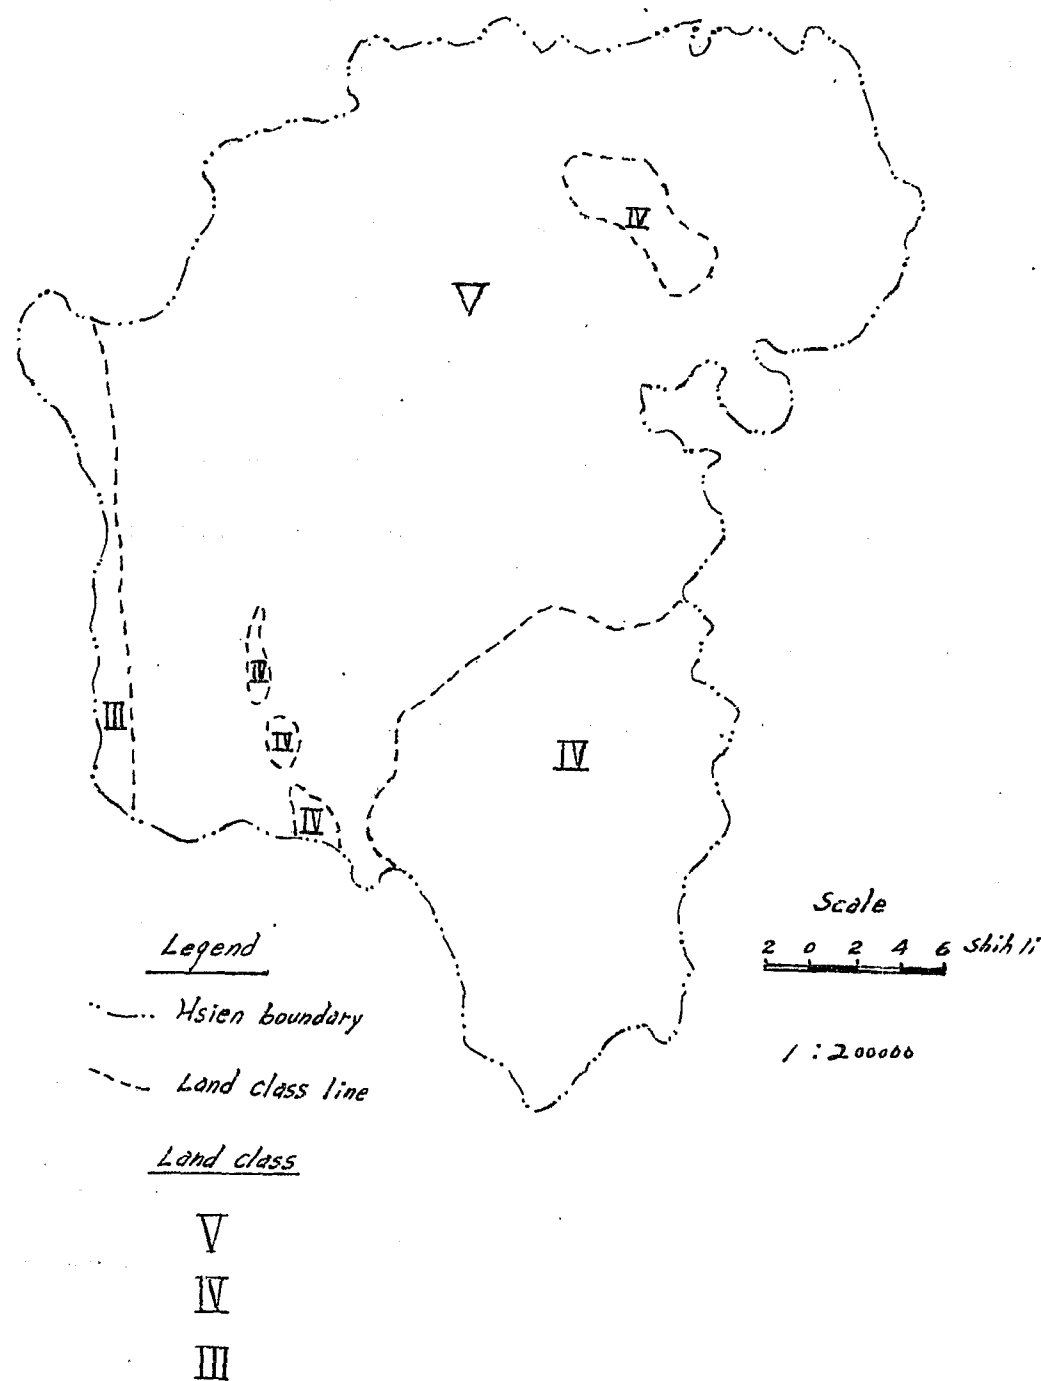 IV
V
IV
III
IV
IV
IV
Scale
2 0 2 4 6 Shih li
1:200000
Legend
Hsien boundary
Land class line
Land class
V
IV
III